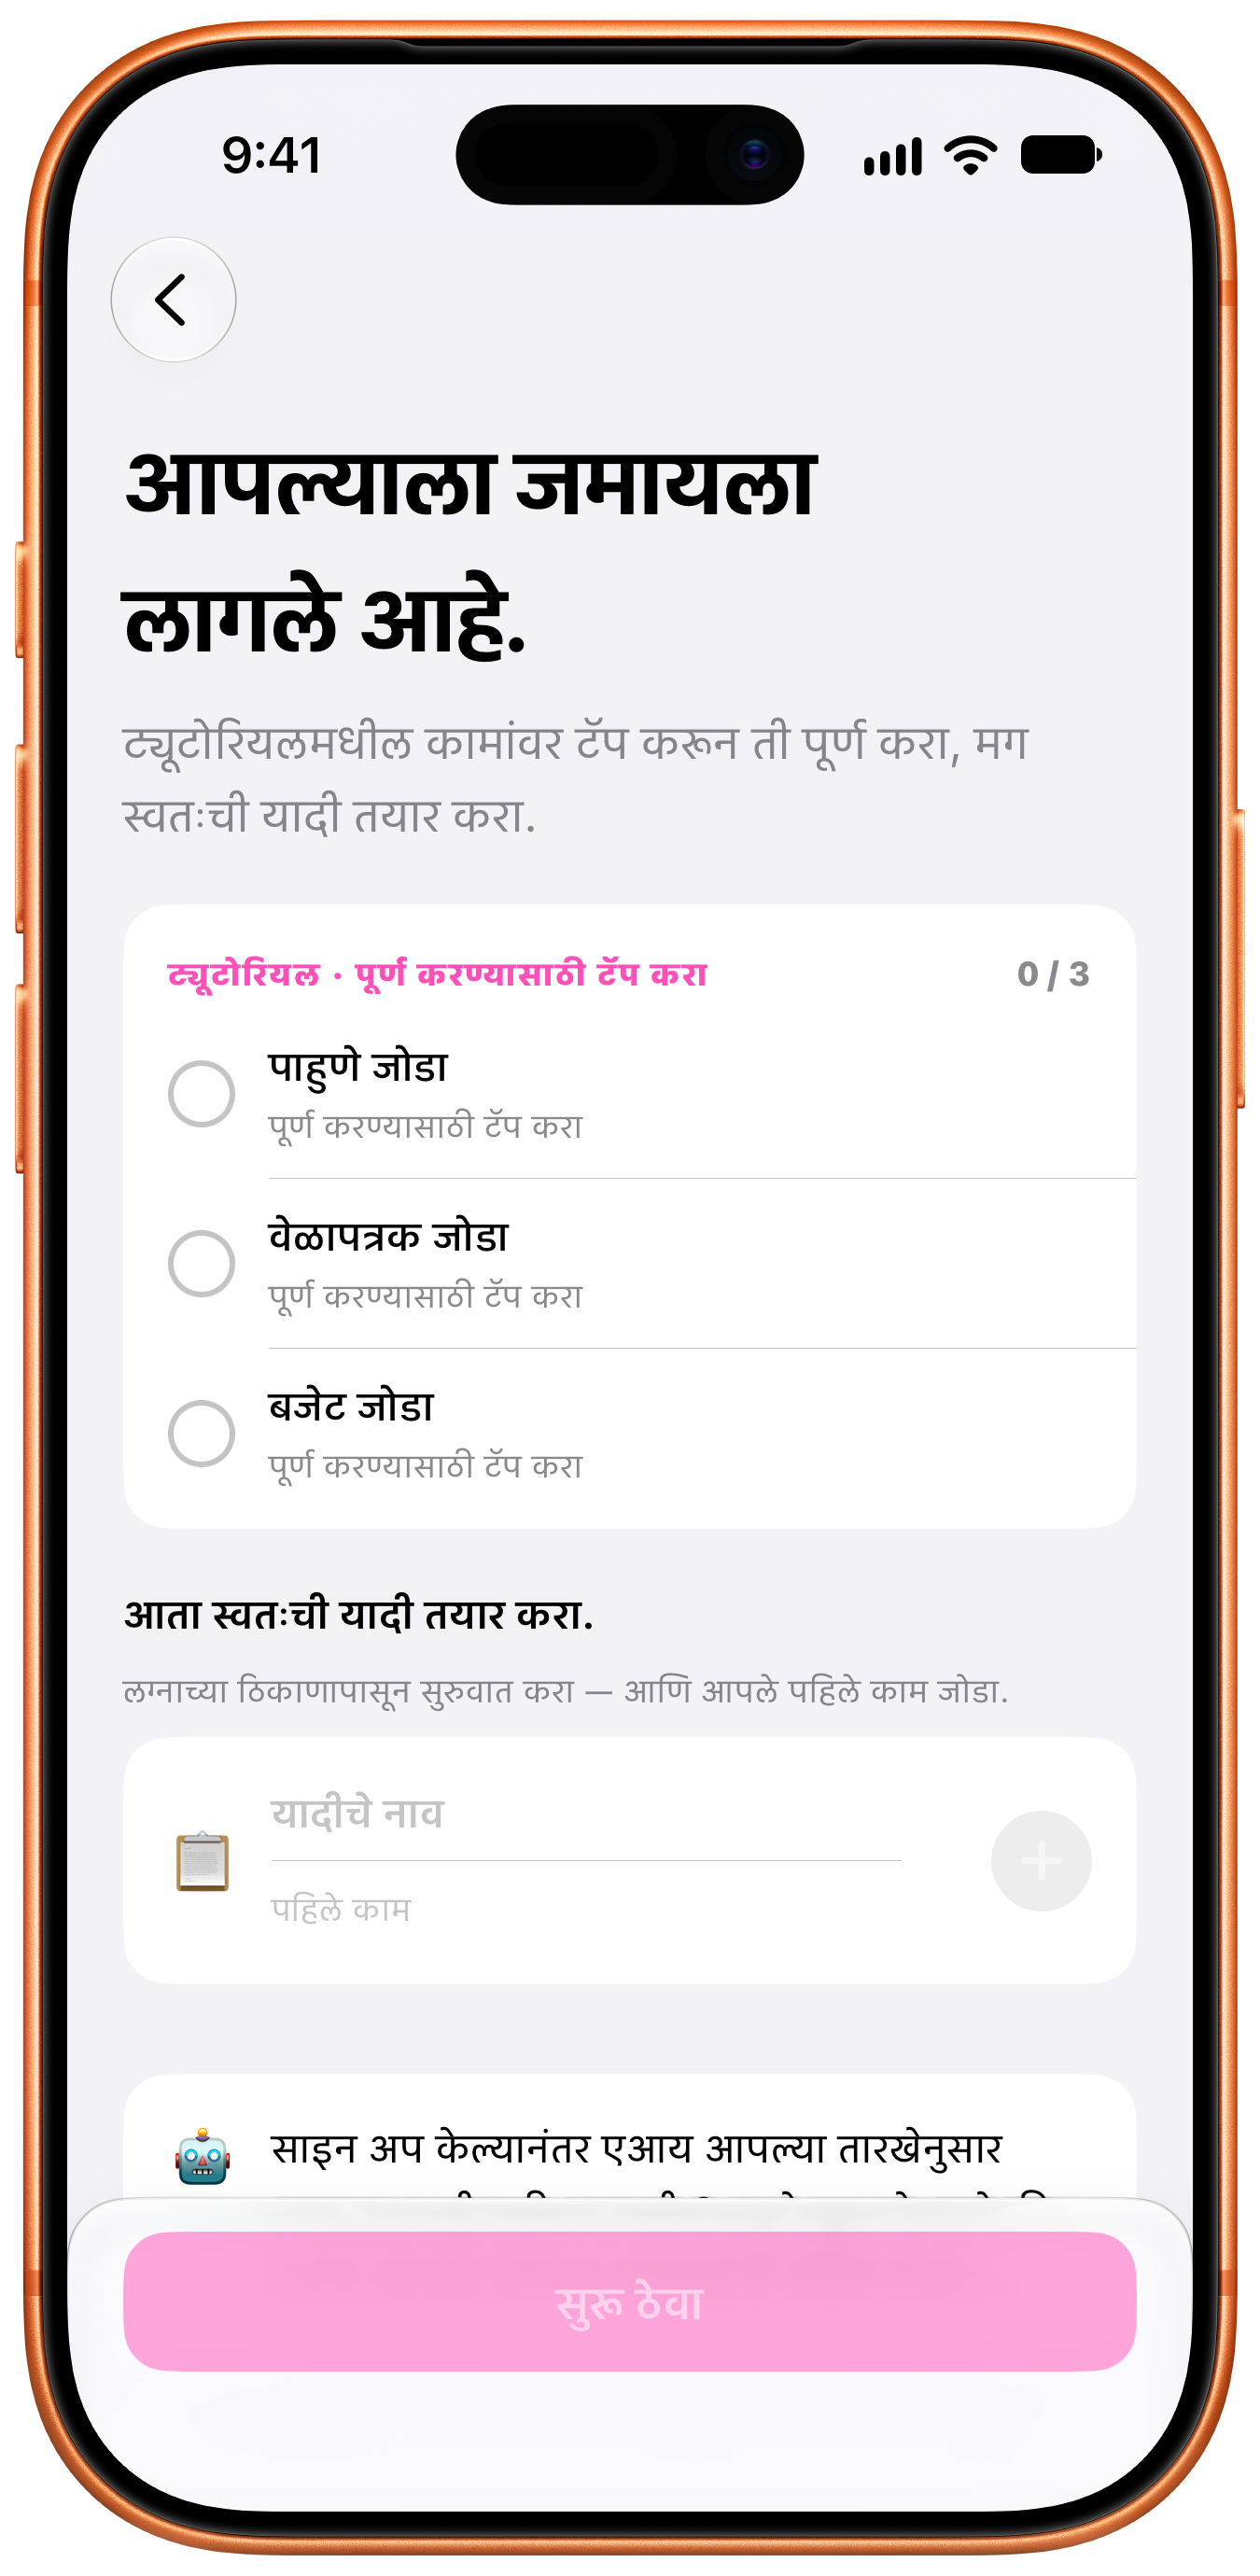 9:41
आपल्याला जमायला
लागले आहे.
ट्यूटोरियलमधील कामांवर टॅप करून ती पूर्ण करा, मग
स्वतःची यादी तयार करा.
ट्यूटोरियल · पूर्ण करण्यासाठी टॅप करा 0 / 3
पाहुणे जोडा
पूर्ण करण्यासाठी टॅप करा
वेळापत्रक जोडा
पूर्ण करण्यासाठी टॅप करा
बजेट जोडा
पूर्ण करण्यासाठी टॅप करा
आता स्वतःची यादी तयार करा.
लग्नाच्या ठिकाणापासून सुरुवात करा — आणि आपले पहिले काम जोडा.
यादीचे नाव
पहिले काम
साइन अप केल्यानंतर एआय आपल्या तारखेनुसार
सुरू ठेवा